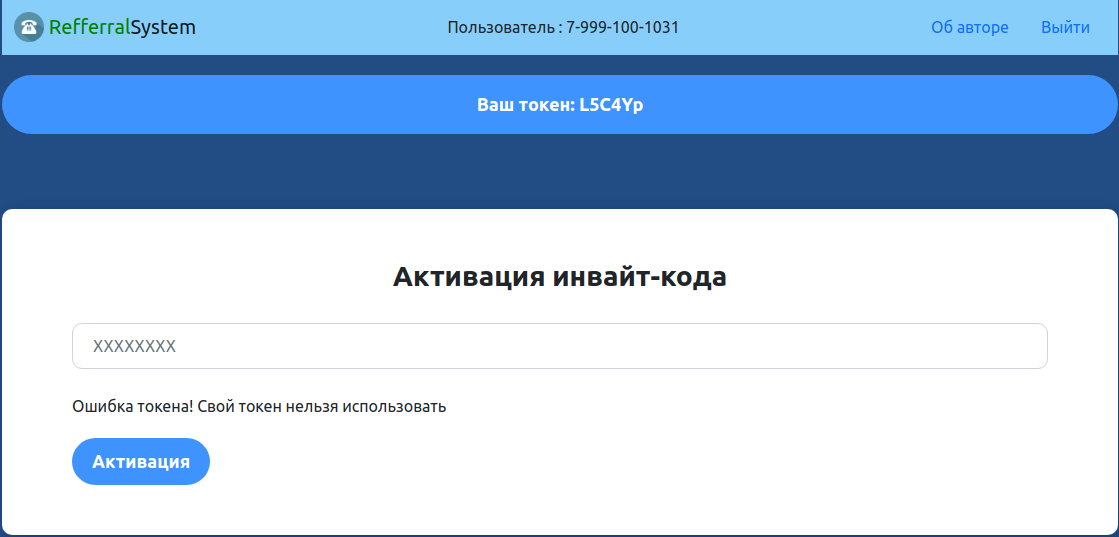 RefferralSystem
Пользователь : 7-999-100-1031
Об авторе
Выйти
Ваш токен: L5C4Yp
Активация инвайт-кода
XXXXXXXX
Ошибка токена! Свой токен нельзя использовать
Активация